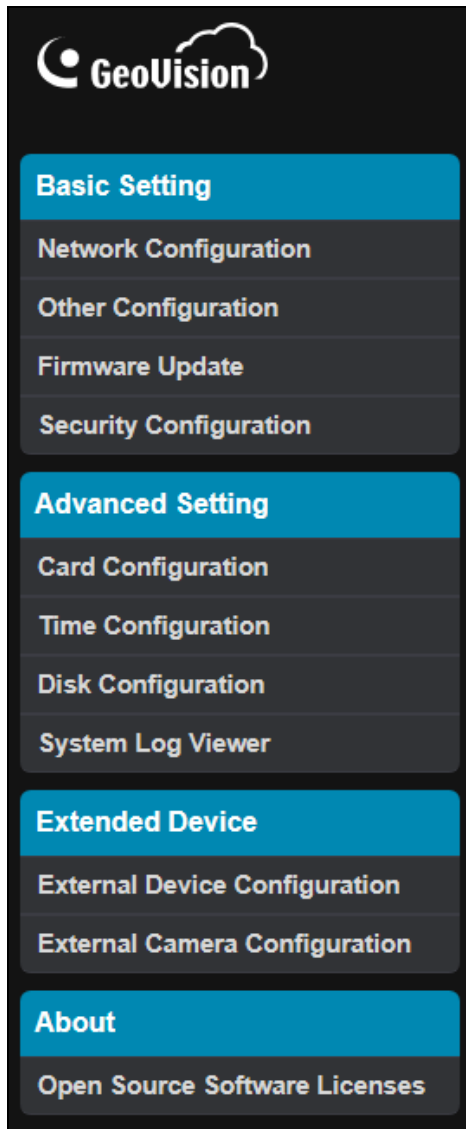 GeoVision
Basic Setting
Network Configuration
Other Configuration
Firmware Update
Security Configuration
Advanced Setting
Card Configuration
Time Configuration
Disk Configuration
System Log Viewer
Extended Device
External Device Configuration
External Camera Configuration
About
Open Source Software Licenses